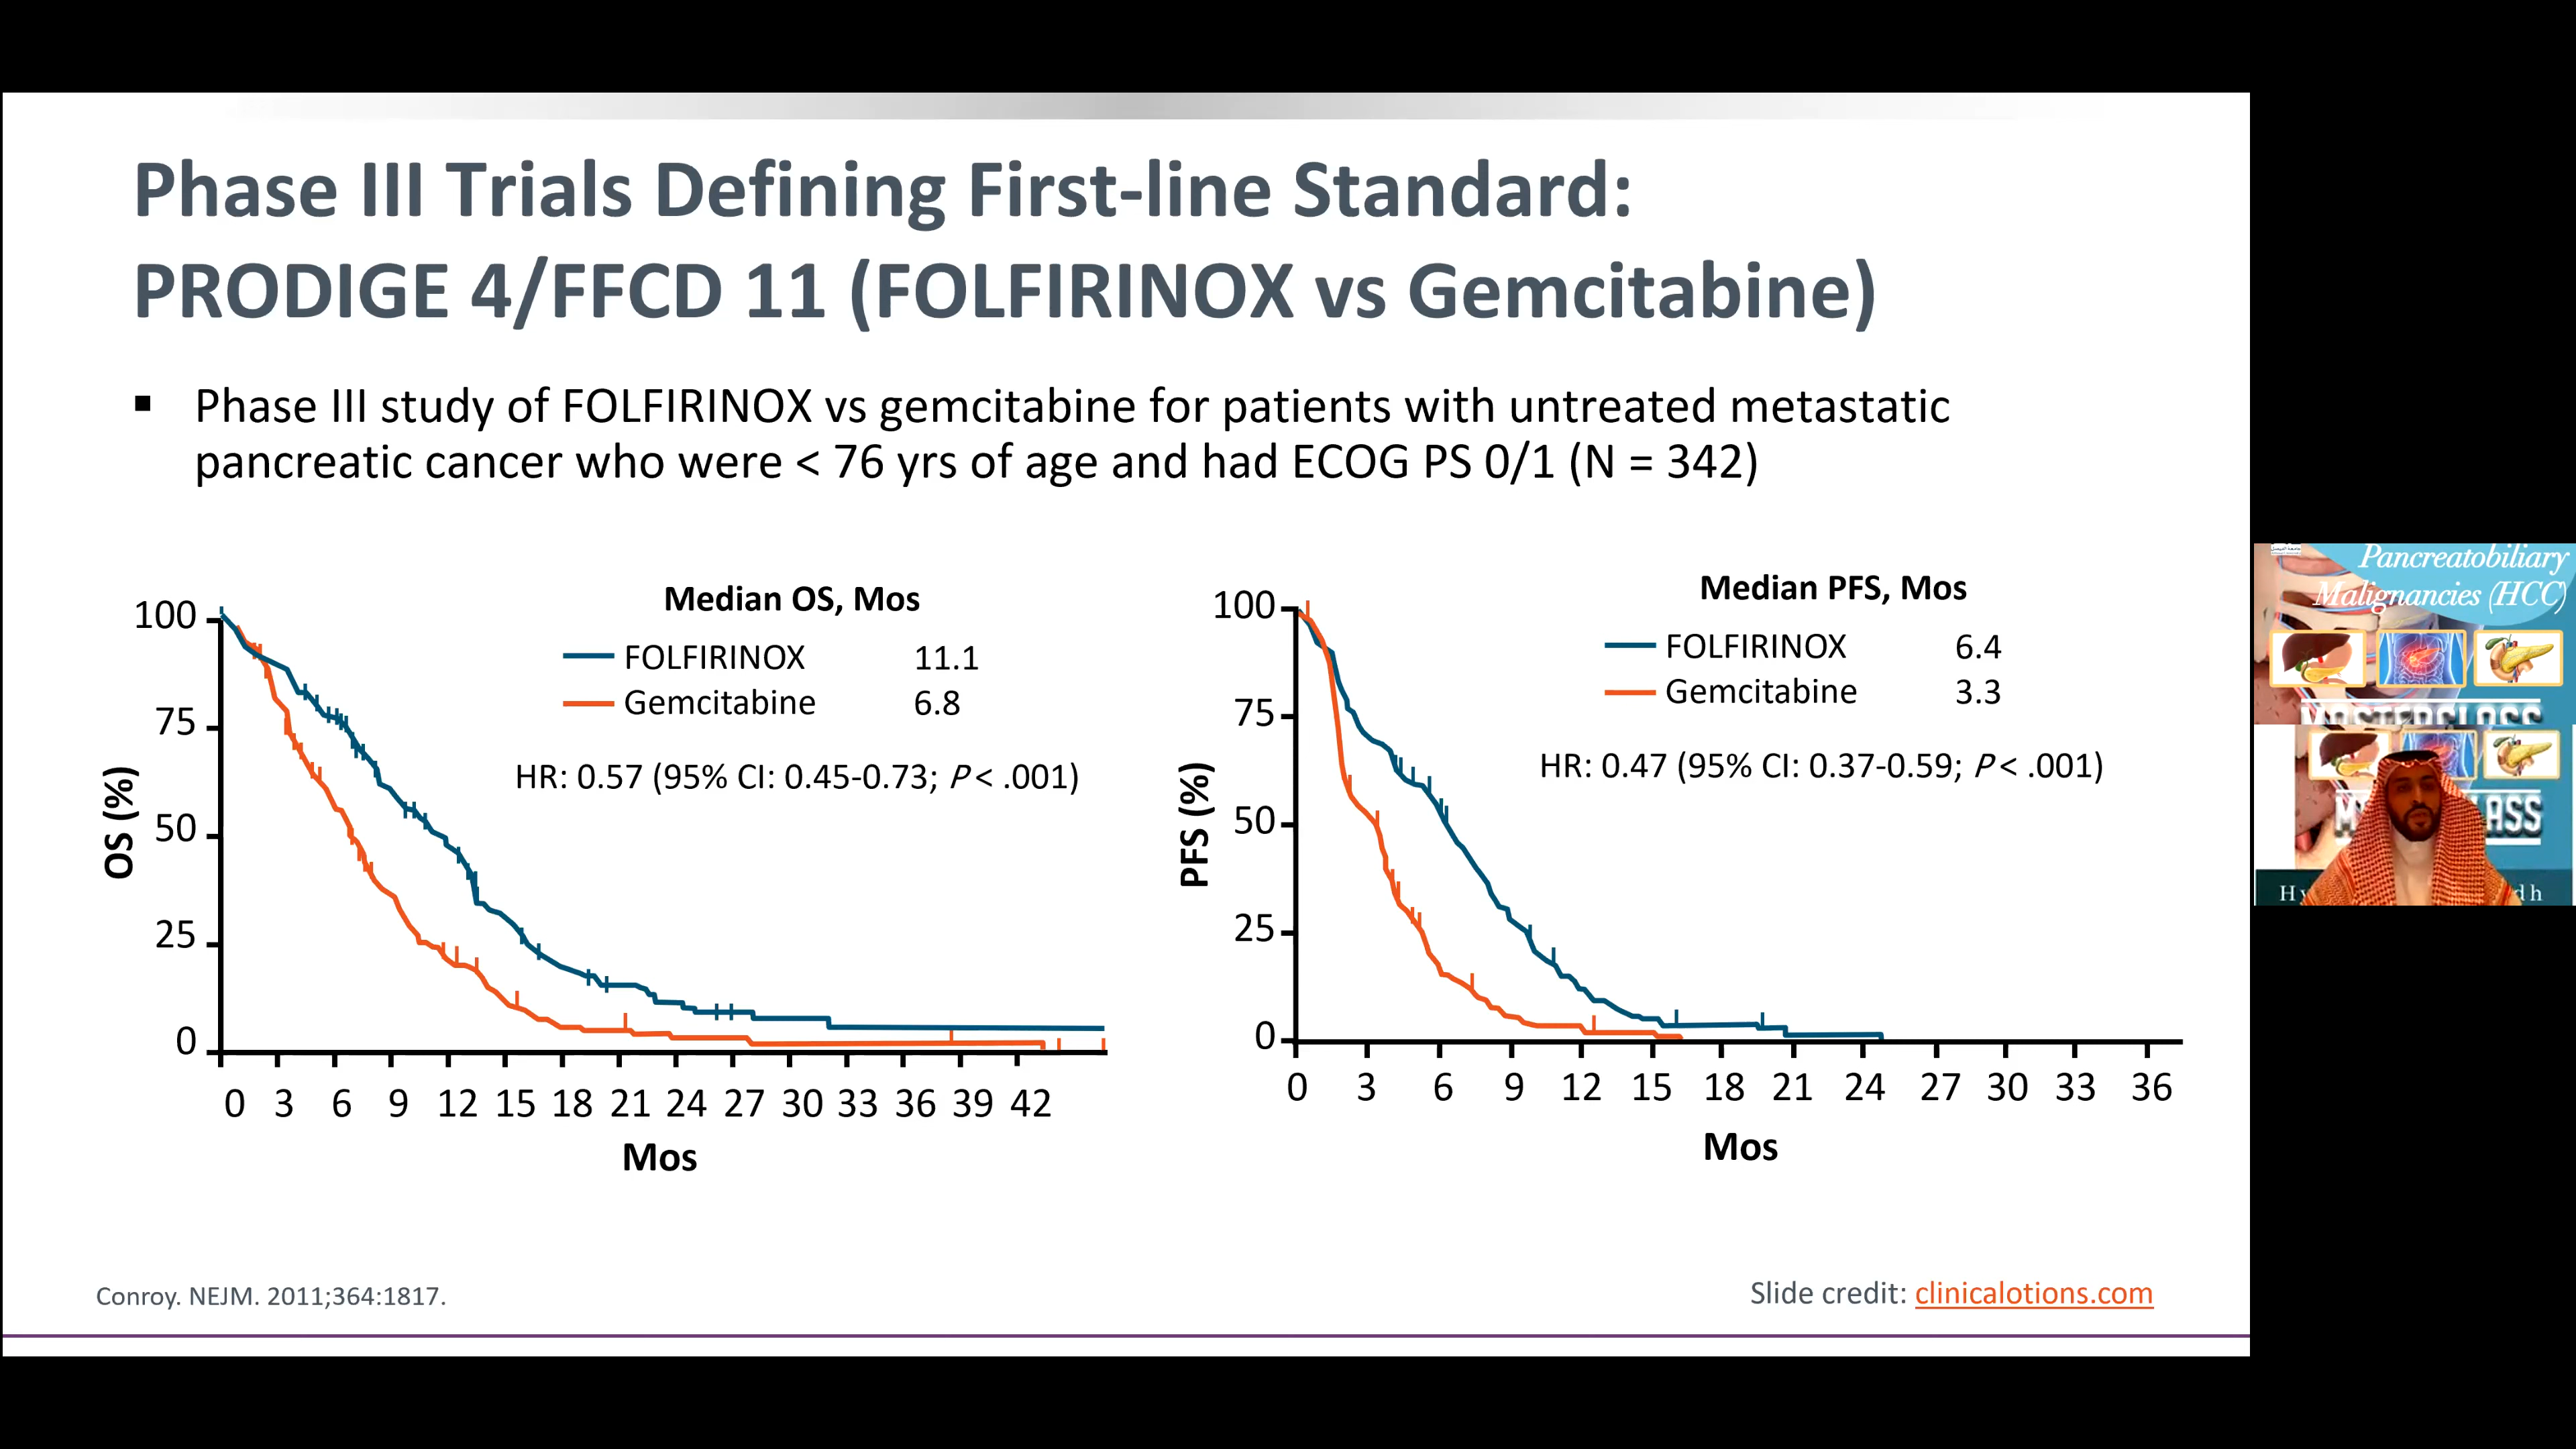 Phase III Trials Defining First-line Standard:
PRODIGE 4/FFCD 11 (FOLFIRINOX vs Gemcitabine)
▪ Phase III study of FOLFIRINOX vs gemcitabine for patients with untreated metastatic
pancreatic cancer who were < 76 yrs of age and had ECOG PS 0/1 (N = 342)
Median OS, Mos
FOLFIRINOX 11.1
Gemcitabine 6.8
HR: 0.57 (95% CI: 0.45-0.73; P < .001)
OS (%)
100
75
50
25
0
0 3 6 9 12 15 18 21 24 27 30 33 36 39 42
Mos
Median PFS, Mos
FOLFIRINOX 6.4
Gemcitabine 3.3
HR: 0.47 (95% CI: 0.37-0.59; P < .001)
PFS (%)
100
75
50
25
0
0 3 6 9 12 15 18 21 24 27 30 33 36
Mos
Conroy. NEJM. 2011;364:1817.
Slide credit: clinicalotions.com
Pancreatobiliary
Malignancies (HCC)
MASTERCLASS